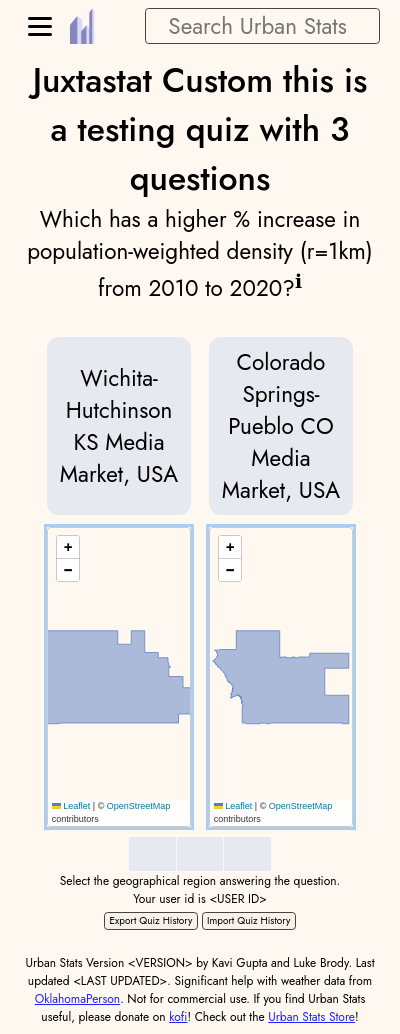 Search Urban Stats
Juxtastat Custom this is
a testing quiz with 3
questions
Which has a higher % increase in
population-weighted density (r=1km)
from 2010 to 2020?i
Wichita-
Hutchinson
KS Media
Market, USA
Colorado
Springs-
Pueblo CO
Media
Market, USA
+
−
Leaflet | © OpenStreetMap
contributors
+
−
Leaflet | © OpenStreetMap
contributors
Select the geographical region answering the question.
Your user id is <USER ID>
Export Quiz History Import Quiz History
Urban Stats Version <VERSION> by Kavi Gupta and Luke Brody. Last
updated <LAST UPDATED>. Significant help with weather data from
OklahomaPerson. Not for commercial use. If you find Urban Stats
useful, please donate on kofi! Check out the Urban Stats Store!